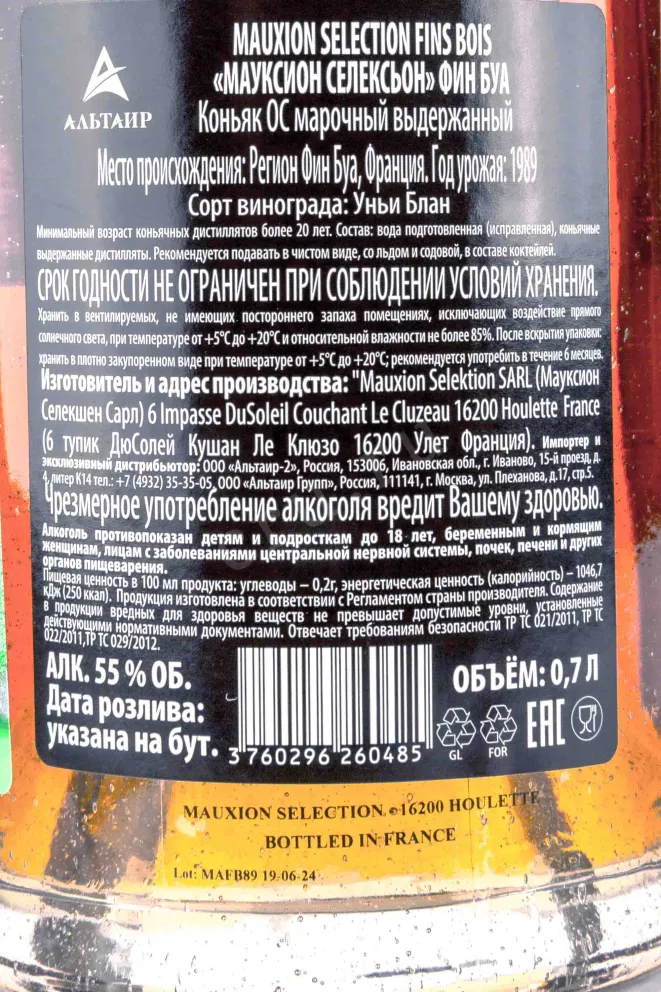 MAUXION SELECTION FINS BOIS
«МАУКСИОН СЕЛЕКСЬОН» ФИН БУА
АЛЬТАИР
Коньяк ОС марочный выдержанный
Место происхождения: Регион Фин Буа, Франция. Год урожая: 1989
Сорт винограда: Уньи Блан
Минимальный возраст коньячных дистиллятов более 20 лет. Состав: вода подготовленная (исправленная), коньячные
выдержанные дистилляты. Рекомендуется подавать в чистом виде, со льдом и содовой, в составе коктейлей.
СРОК ГОДНОСТИ НЕ ОГРАНИЧЕН ПРИ СОБЛЮДЕНИИ УСЛОВИЙ ХРАНЕНИЯ.
Хранить в вентилируемых, не имеющих постороннего запаха помещениях, исключающих воздействие прямого
солнечного света, при температуре от +5°С до +20°С и относительной влажности не более 85%. После вскрытия упаковки:
хранить в плотно закупоренном виде при температуре от +5°С до +20°С; рекомендуется употребить в течение 6 месяцев.
Изготовитель и адрес производства: "Mauxion Selektion SARL (Мауксион
Селекшен Сарл) 6 Impasse DuSoleil Couchant Le Cluzeau 16200 Houlette France
(6 тупик ДюСолей Кушан Ле Клюзо 16200 Улет Франция). Импортер и
эксклюзивный дистрибьютор: ООО «Альтаир-2», Россия, 153006, Ивановская обл., г. Иваново, 15-й проезд, д.
4, литер К14 тел.: +7 (4932) 35-35-05, ООО «Альтаир Групп», Россия, 111141, г. Москва, ул. Плеханова, д.17, стр.5.
Чрезмерное употребление алкоголя вредит Вашему здоровью.
Алкоголь противопоказан детям и подросткам до 18 лет, беременным и кормящим
женщинам, лицам с заболеваниями центральной нервной системы, почек, печени и других
органов пищеварения.
Пищевая ценность в 100 мл продукта: углеводы – 0,2г, энергетическая ценность (калорийность) – 1046,7
кДж (250 ккал). Продукция изготовлена в соответствии с Регламентом страны производителя. Содержание
в продукции вредных для здоровья веществ не превышает допустимые уровни, установленные
действующими нормативными документами. Отвечает требованиям безопасности ТР ТС 021/2011, ТР ТС
022/2011,ТР ТС 029/2012.
АЛК. 55 % ОБ.
Дата розлива:
указана на бут.
3 760296 260485
ОБЪЁМ: 0,7 Л
GL
FOR
EAC
MAUXION SELECTION - 16200 HOULETTE
BOTTLED IN FRANCE
Lot: MAFB89 19-06-24